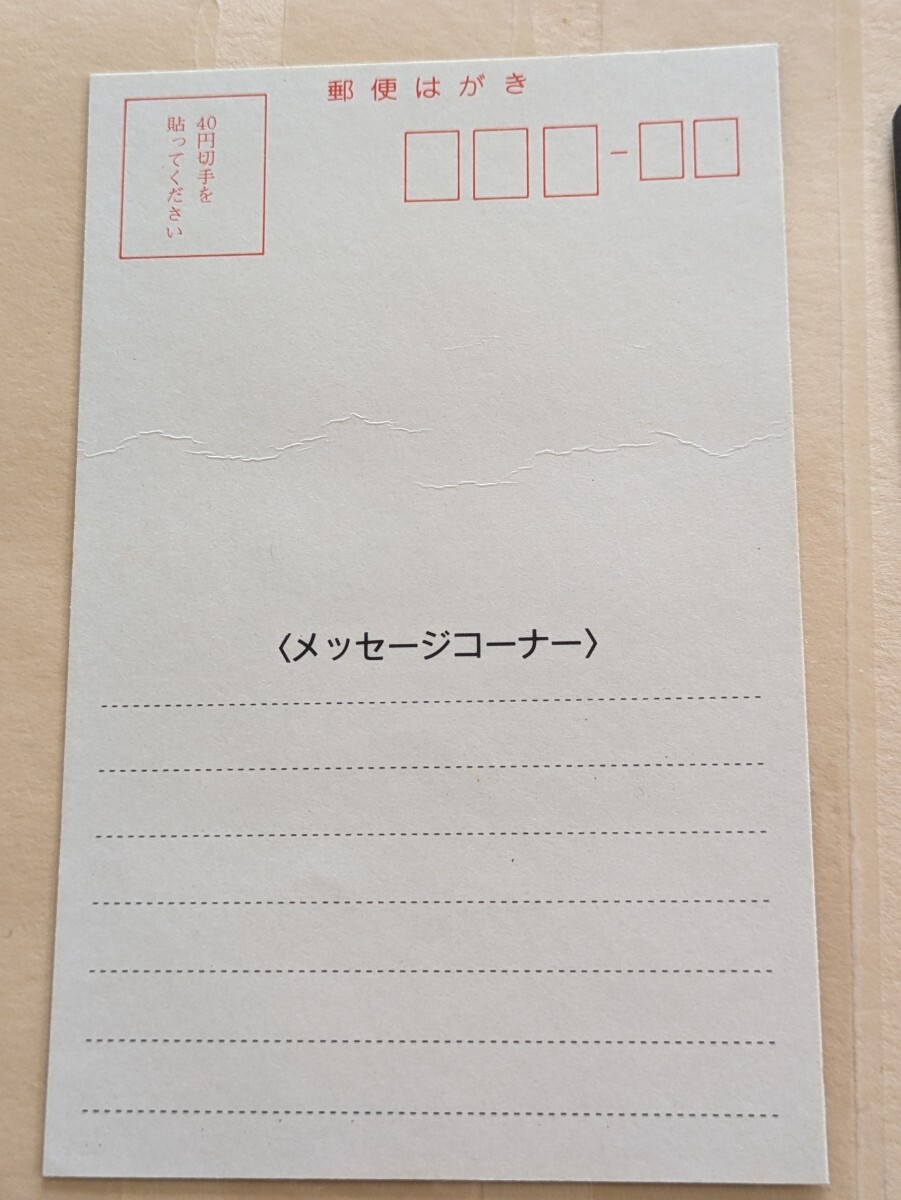 郵便はがき
40円切手を
貼ってください
〈メッセージコーナー〉